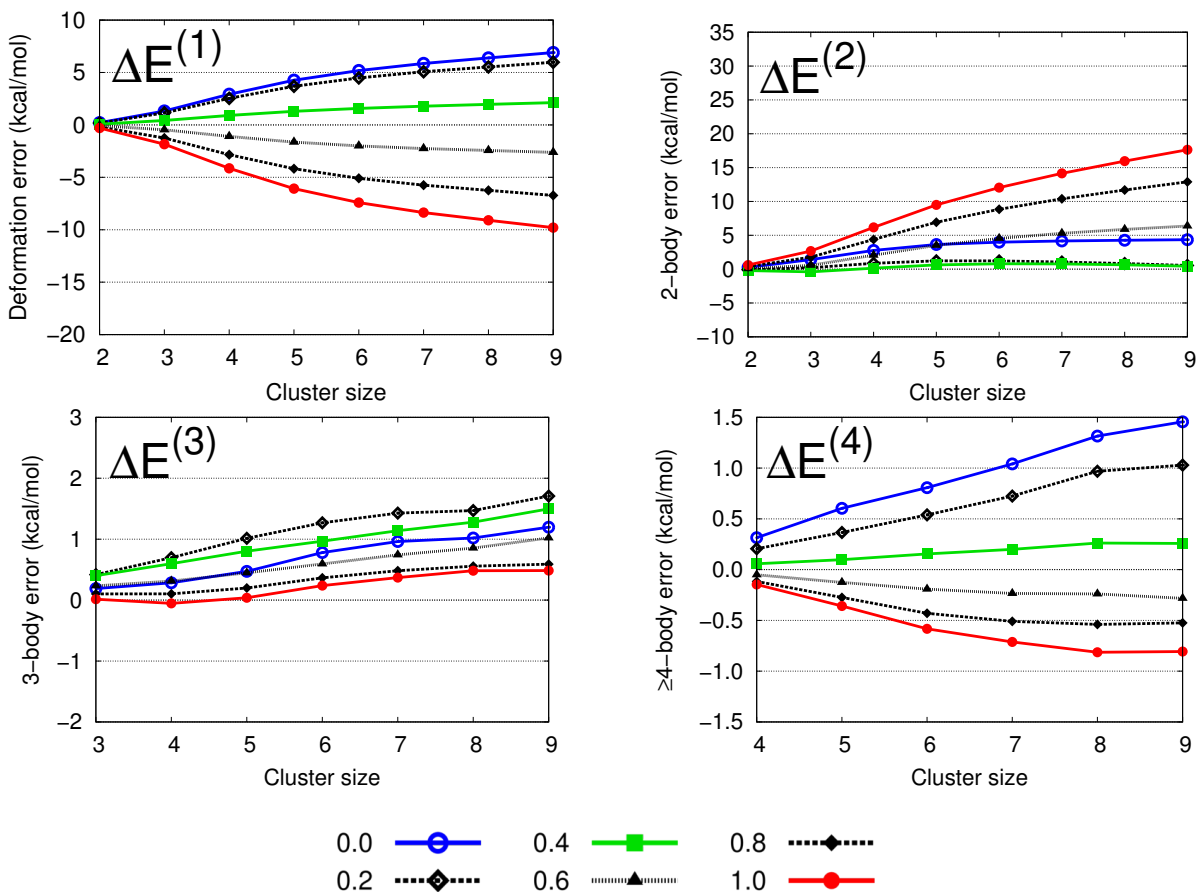 ΔE(1)
Deformation error (kcal/mol)
10
5
0
−5
−10
−15
−20
2 3 4 5 6 7 8 9
Cluster size
ΔE(2)
2−body error (kcal/mol)
35
30
25
20
15
10
5
0
−5
−10
2 3 4 5 6 7 8 9
Cluster size
ΔE(3)
3−body error (kcal/mol)
3
2
1
0
−1
−2
3 4 5 6 7 8 9
Cluster size
ΔE(4)
≥4−body error (kcal/mol)
1.5
1.0
0.5
0.0
−0.5
−1.0
−1.5
4 5 6 7 8 9
Cluster size
0.0 0.4 0.8
0.2 0.6 1.0